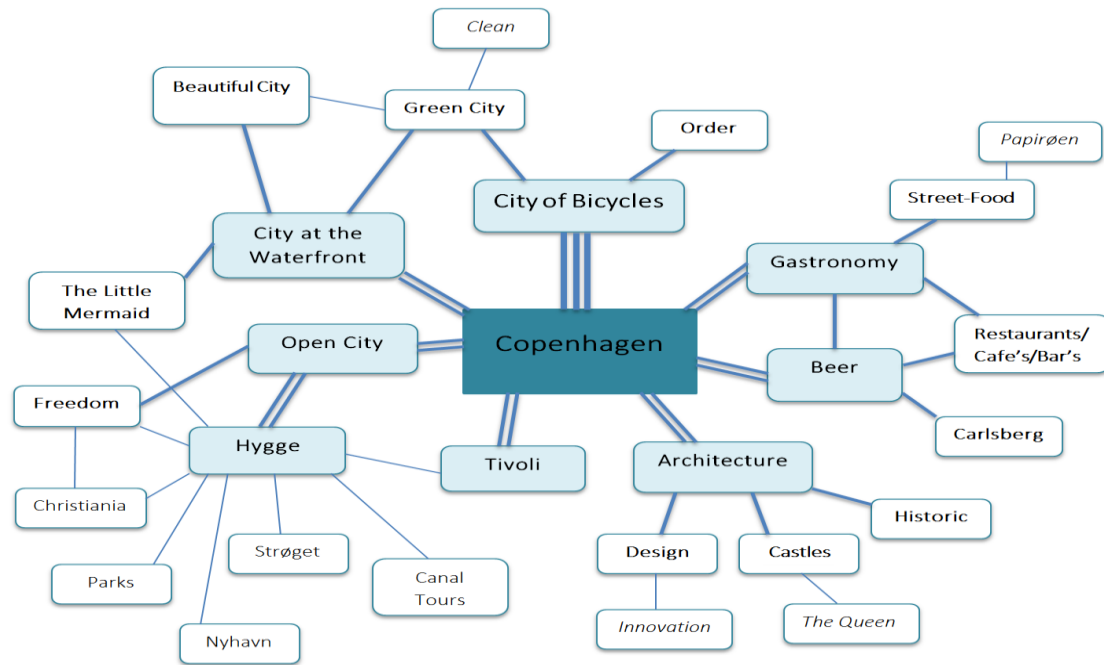 Clean
Beautiful City
Green City
Order
Papirøen
Street-Food
City of Bicycles
City at the
Waterfront
Gastronomy
The Little
Mermaid
Open City
Copenhagen
Restaurants/
Cafe's/Bar's
Beer
Freedom
Hygge
Tivoli
Architecture
Carlsberg
Christiania
Historic
Strøget
Design
Castles
Parks
Canal
Tours
Innovation
The Queen
Nyhavn